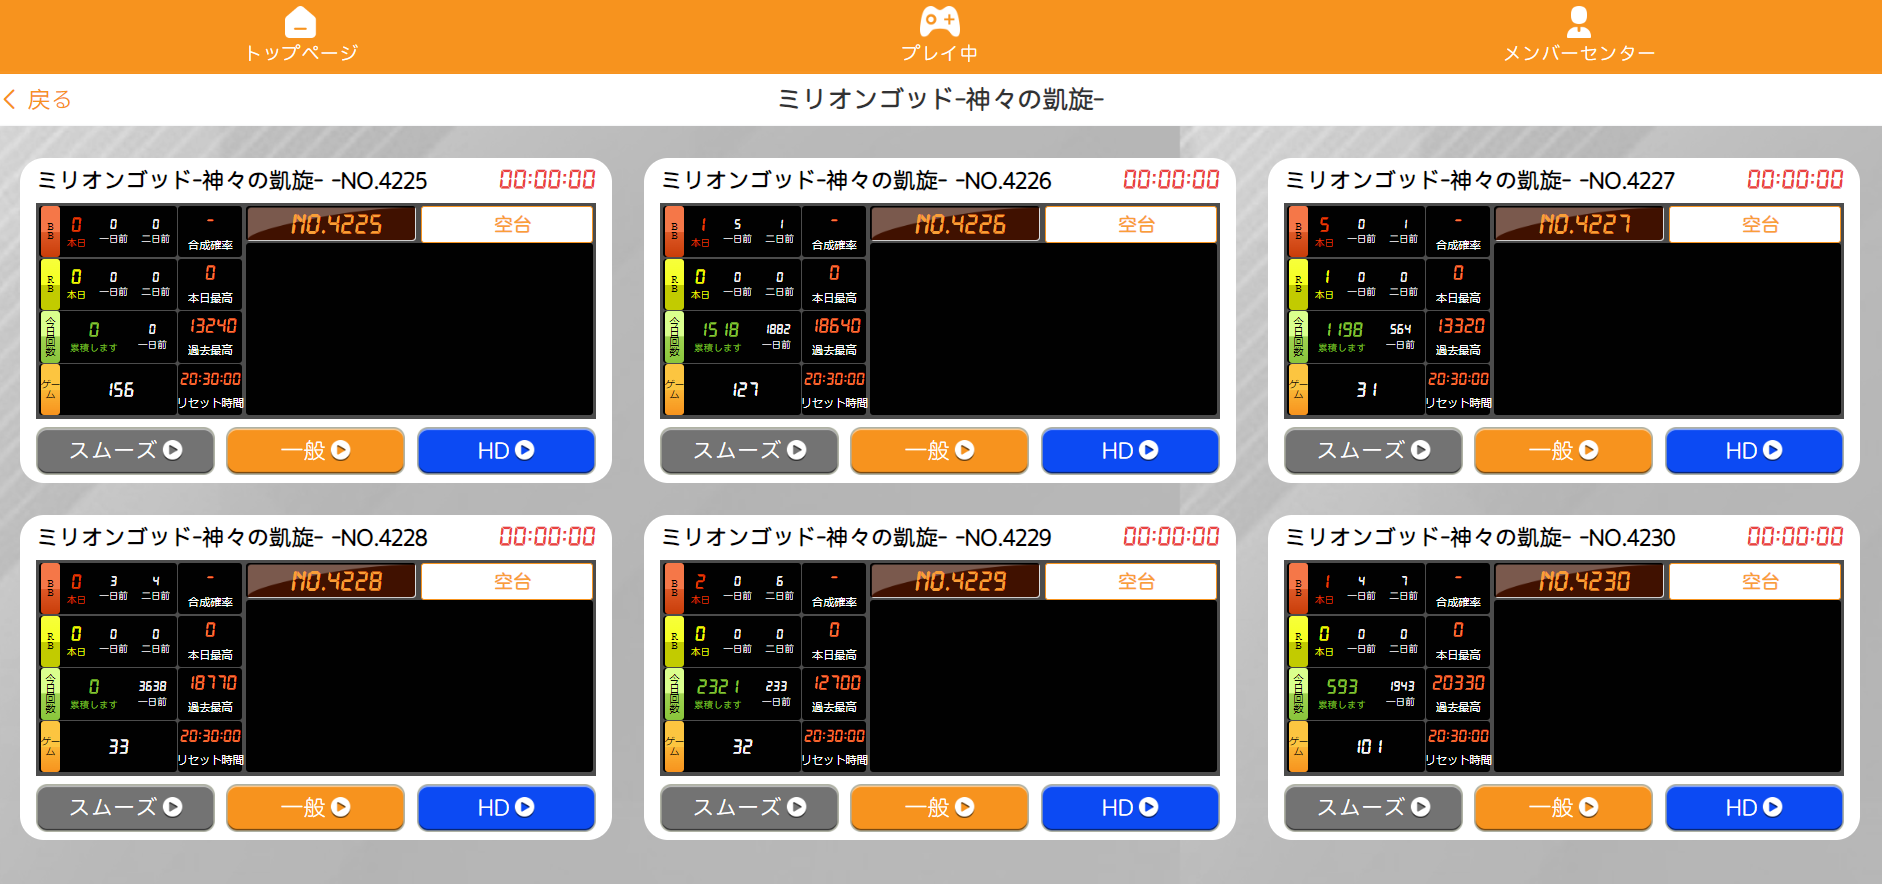 トップページ
プレイ中
メンバーセンター
戻る
ミリオンゴッド-神々の凱旋-
ミリオンゴッド-神々の凱旋- -NO.4225 00:00:00
BB 0 本日 0 一日前 0 二日前 - 合成確率
NO.4225 空台
RB 0 本日 0 一日前 0 二日前 0 本日最高
今日回数 0 累積します 0 一日前 13240 過去最高
ゲーム 156 20:30:00 リセット時間
スムーズ 一般 HD
ミリオンゴッド-神々の凱旋- -NO.4226 00:00:00
BB 1 本日 5 一日前 1 二日前 - 合成確率
NO.4226 空台
RB 0 本日 0 一日前 0 二日前 0 本日最高
今日回数 1518 累積します 1882 一日前 18640 過去最高
ゲーム 127 20:30:00 リセット時間
スムーズ 一般 HD
ミリオンゴッド-神々の凱旋- -NO.4227 00:00:00
BB 5 本日 0 一日前 1 二日前 - 合成確率
NO.4227 空台
RB 1 本日 0 一日前 0 二日前 0 本日最高
今日回数 1198 累積します 564 一日前 13320 過去最高
ゲーム 31 20:30:00 リセット時間
スムーズ 一般 HD
ミリオンゴッド-神々の凱旋- -NO.4228 00:00:00
BB 0 本日 3 一日前 4 二日前 - 合成確率
NO.4228 空台
RB 0 本日 0 一日前 0 二日前 0 本日最高
今日回数 0 累積します 3638 一日前 18770 過去最高
ゲーム 33 20:30:00 リセット時間
スムーズ 一般 HD
ミリオンゴッド-神々の凱旋- -NO.4229 00:00:00
BB 2 本日 0 一日前 6 二日前 - 合成確率
NO.4229 空台
RB 0 本日 0 一日前 0 二日前 0 本日最高
今日回数 2321 累積します 233 一日前 12700 過去最高
ゲーム 32 20:30:00 リセット時間
スムーズ 一般 HD
ミリオンゴッド-神々の凱旋- -NO.4230 00:00:00
BB 1 本日 4 一日前 7 二日前 - 合成確率
NO.4230 空台
RB 0 本日 0 一日前 0 二日前 0 本日最高
今日回数 593 累積します 1943 一日前 20330 過去最高
ゲーム 101 20:30:00 リセット時間
スムーズ 一般 HD